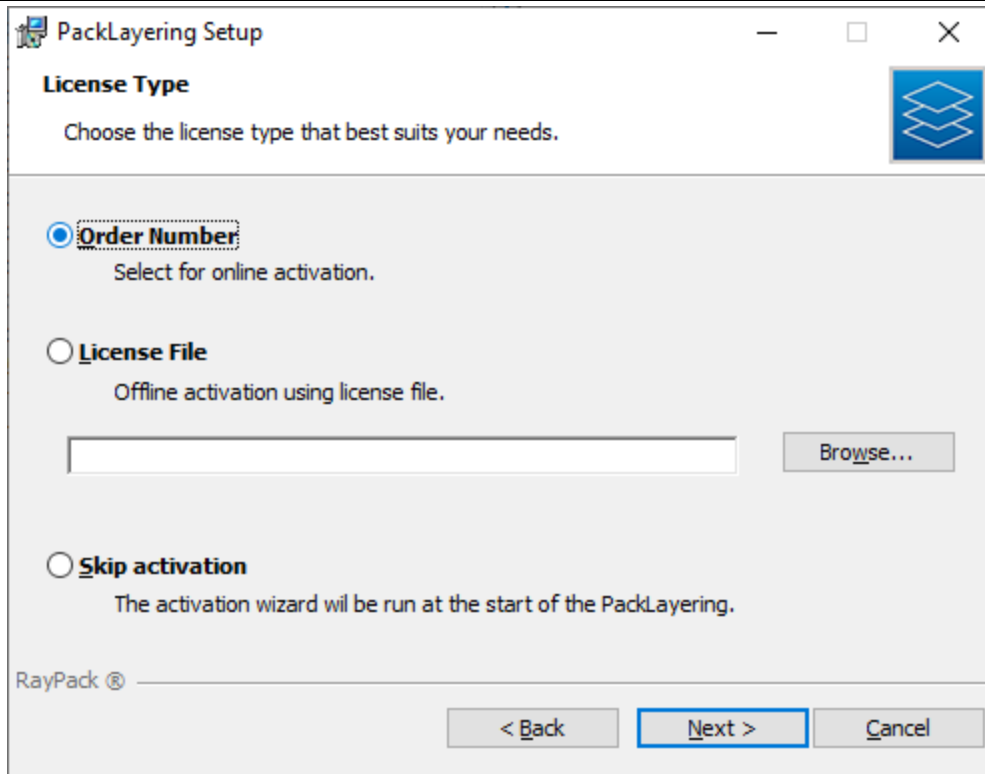 PackLayering Setup
License Type
Choose the license type that best suits your needs.
Order Number
Select for online activation.
License File
Offline activation using license file.
Browse...
Skip activation
The activation wizard wil be run at the start of the PackLayering.
RayPack ®
< Back
Next >
Cancel